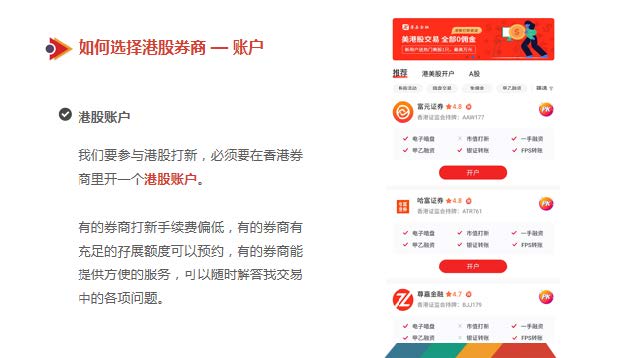 如何选择港股券商 — 账户
港股账户
我们要参与港股打新，必须要在香港券
商里开一个港股账户。
有的券商打新手续费偏低，有的券商有
充足的孖展额度可以预约，有的券商能
提供方便的服务，可以随时解答我交易
中的各项问题。
美港股交易 全部0佣金
推荐 港美股开户 A股
富元证券 4.8
香港证监会持牌：AAW177
PK
电子暗盘 市值打新 一手融资
甲乙融资 银证转账 FPS转账
开户
哈富证券 4.8
香港证监会持牌：ATR761
PK
电子暗盘 市值打新 一手融资
甲乙融资 银证转账 FPS转账
开户
尊嘉金融 4.7
香港证监会持牌：BJJ179
PK
电子暗盘 市值打新 一手融资
甲乙融资 银证转账 FPS转账